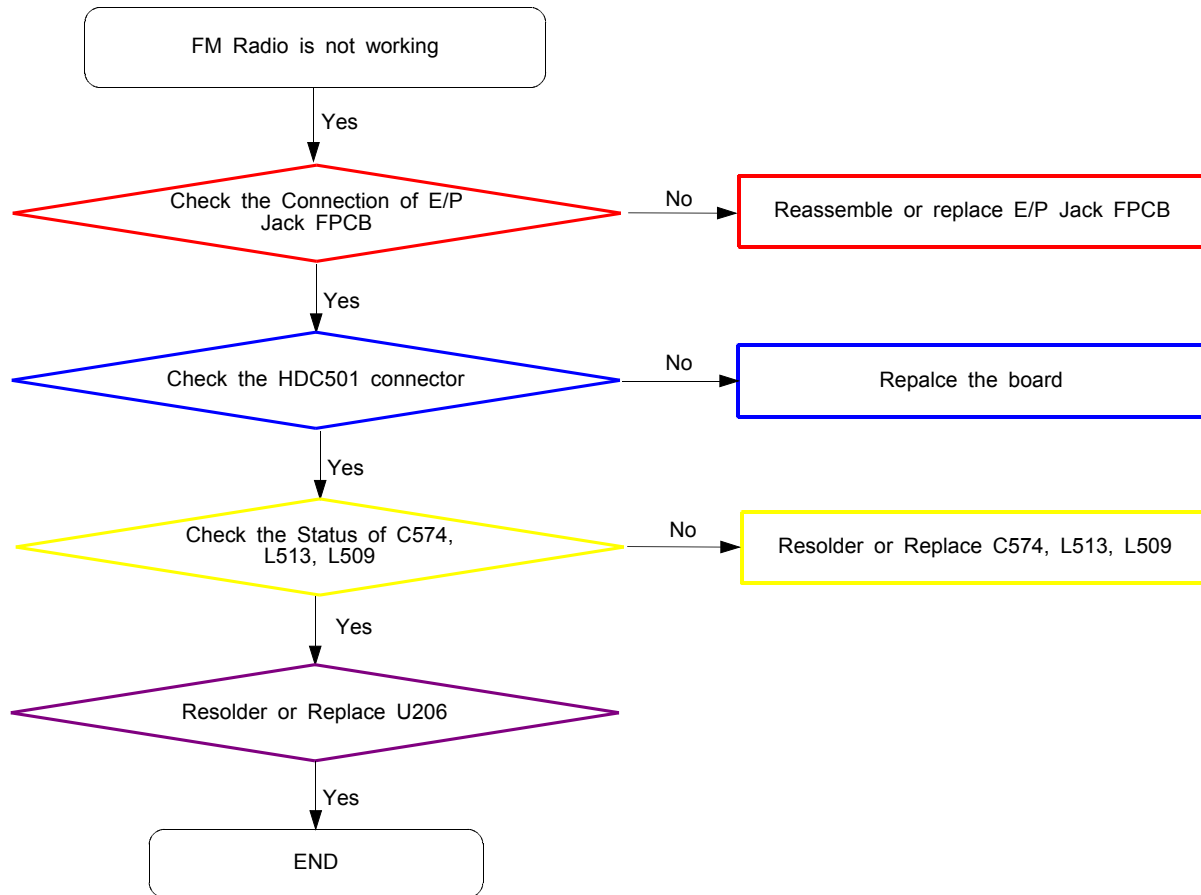 FM Radio is not working
Yes
Check the Connection of E/P
Jack FPCB
No
Reassemble or replace E/P Jack FPCB
Yes
Check the HDC501 connector
No
Repalce the board
Yes
Check the Status of C574,
L513, L509
No
Resolder or Replace C574, L513, L509
Yes
Resolder or Replace U206
Yes
END